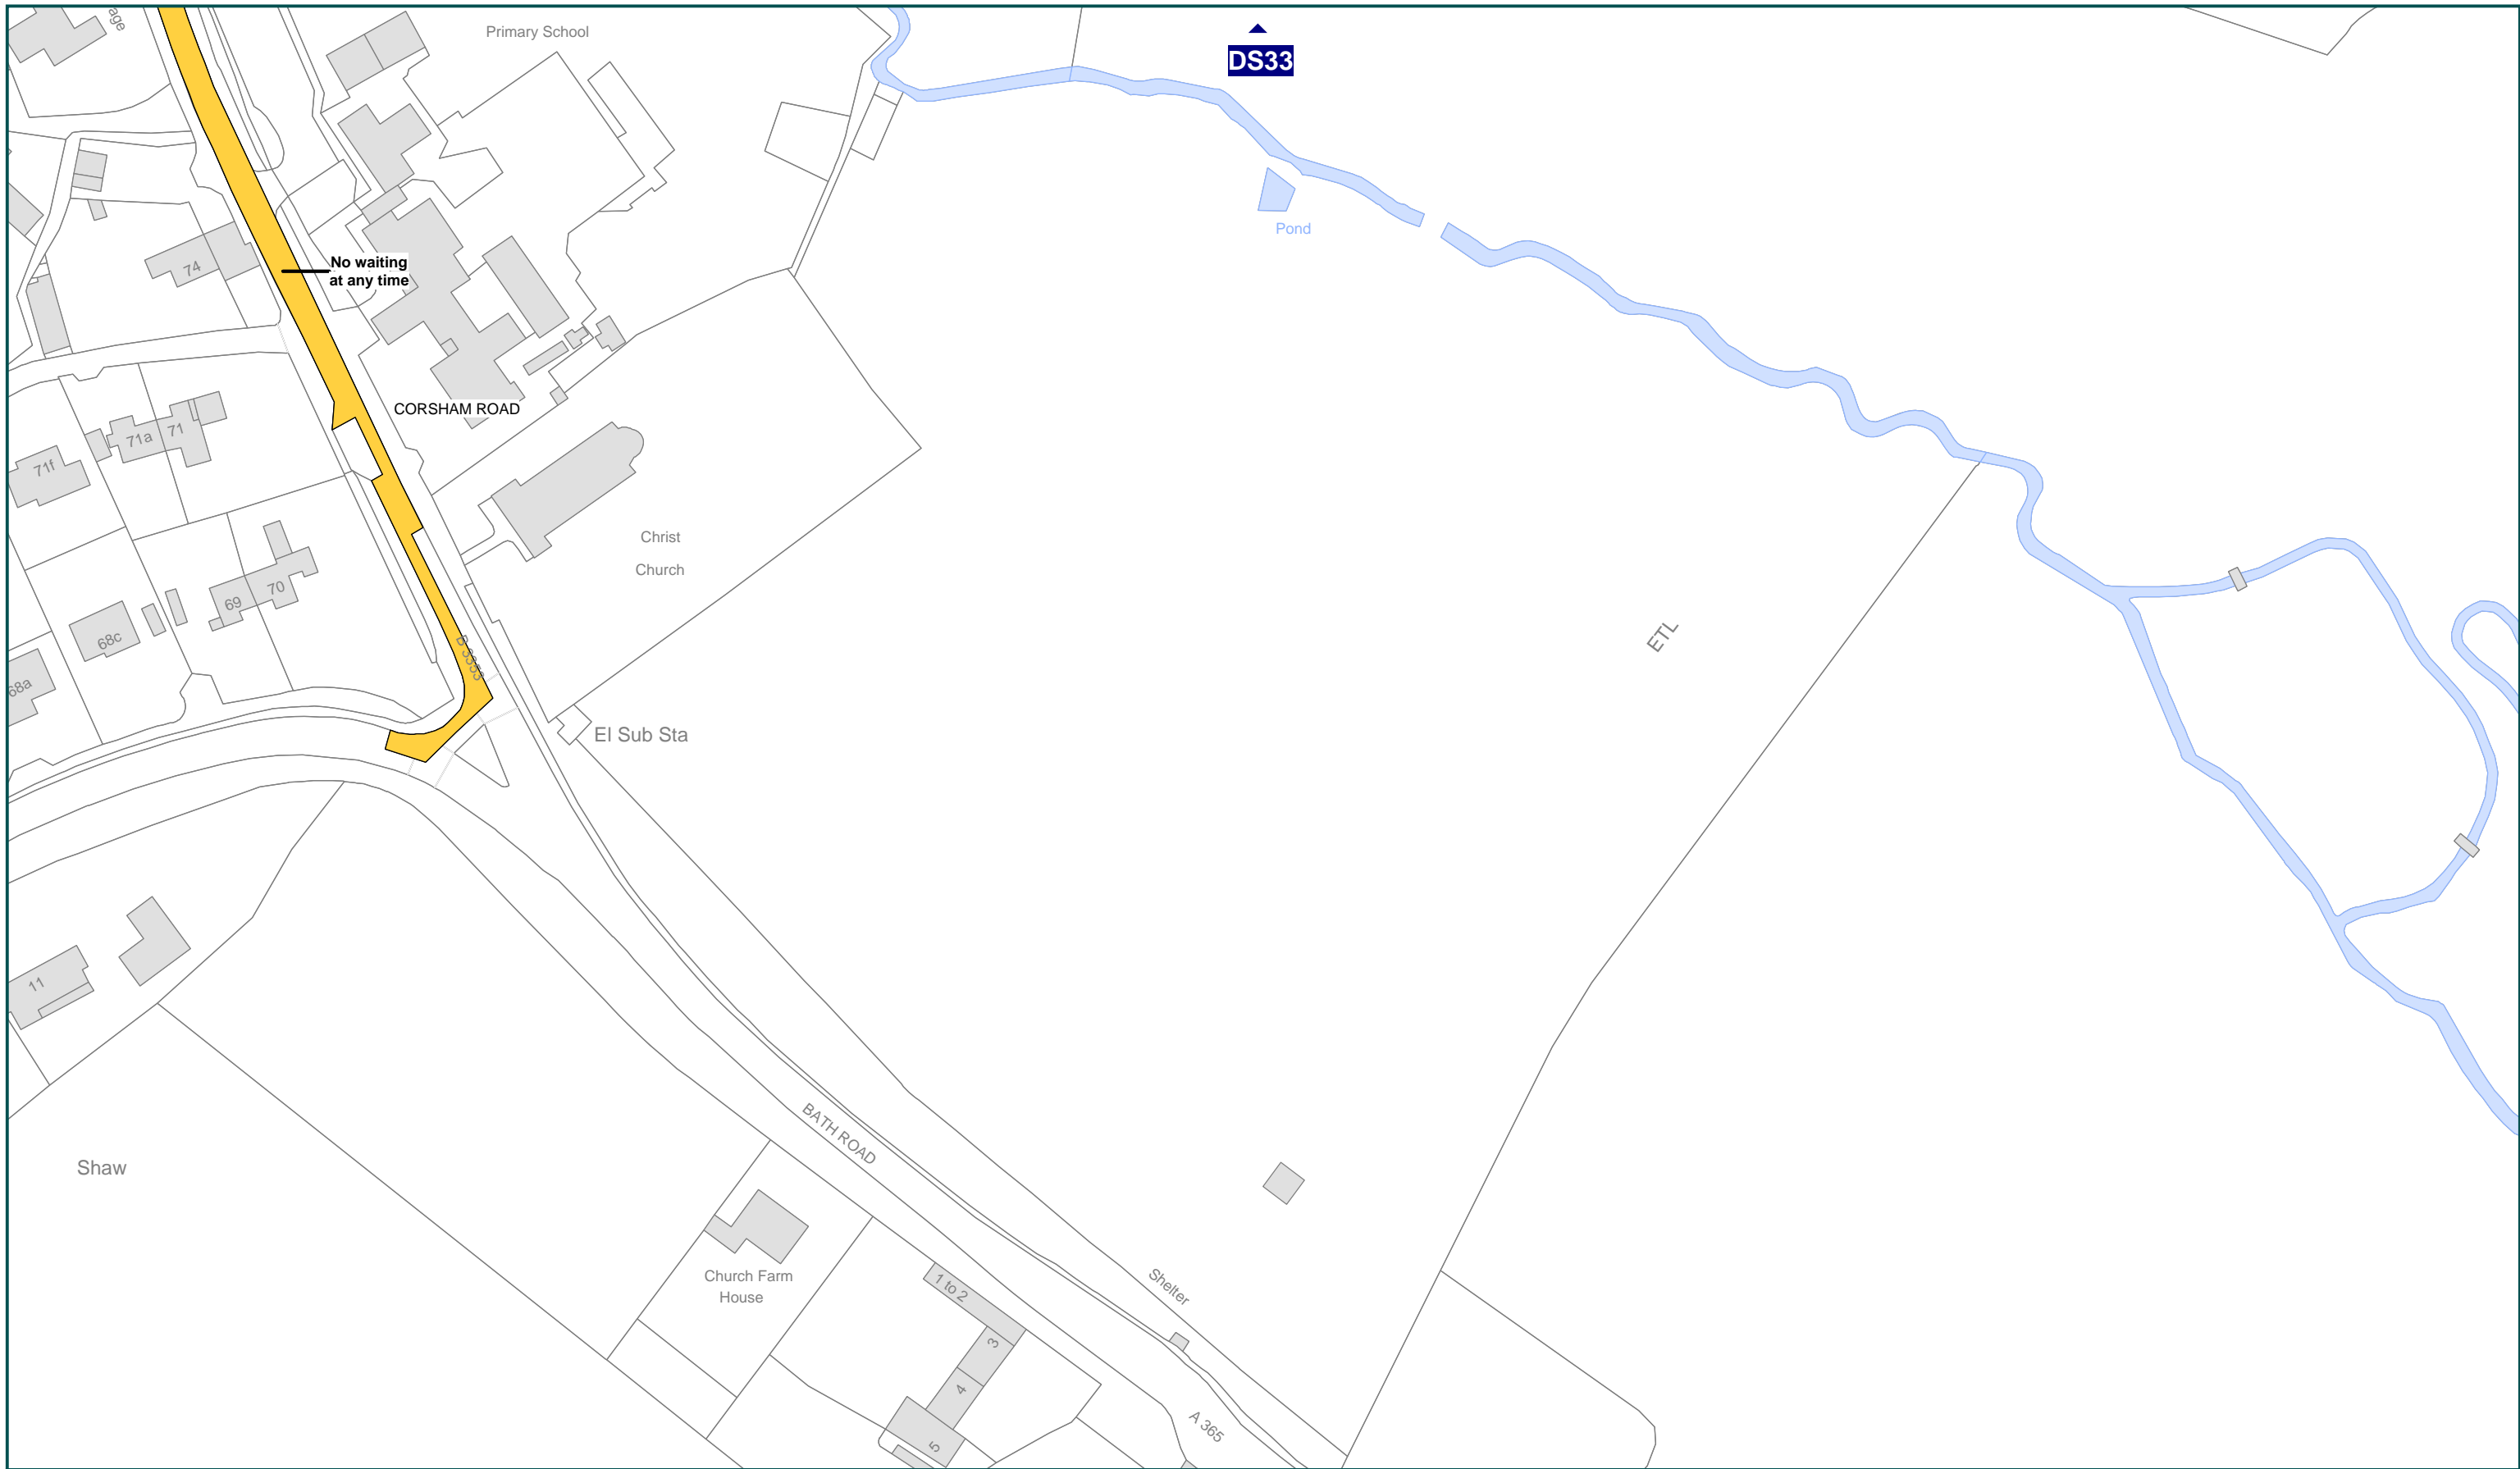 age
Primary School
DS33
Pond
74
No waiting
at any time
CORSHAM ROAD
71a
71
71f
Christ
Church
69
70
68c
68a
B 3353
ETL
El Sub Sta
11
BATH ROAD
Shaw
Church Farm
House
1 to 2
Shelter
3
4
5
A 365